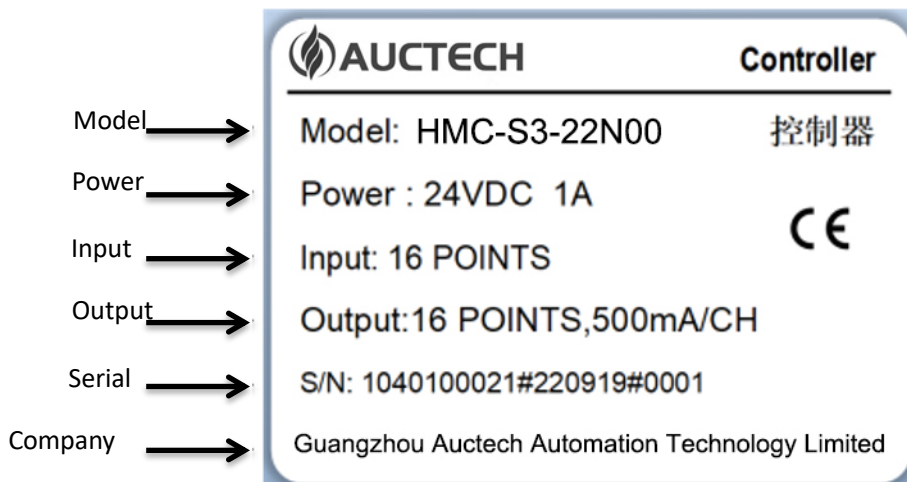 AUCTECH Controller
Model Model: HMC-S3-22N00 控制器
Power Power : 24VDC 1A
CE
Input Input: 16 POINTS
Output Output:16 POINTS,500mA/CH
Serial S/N: 1040100021#220919#0001
Company Guangzhou Auctech Automation Technology Limited